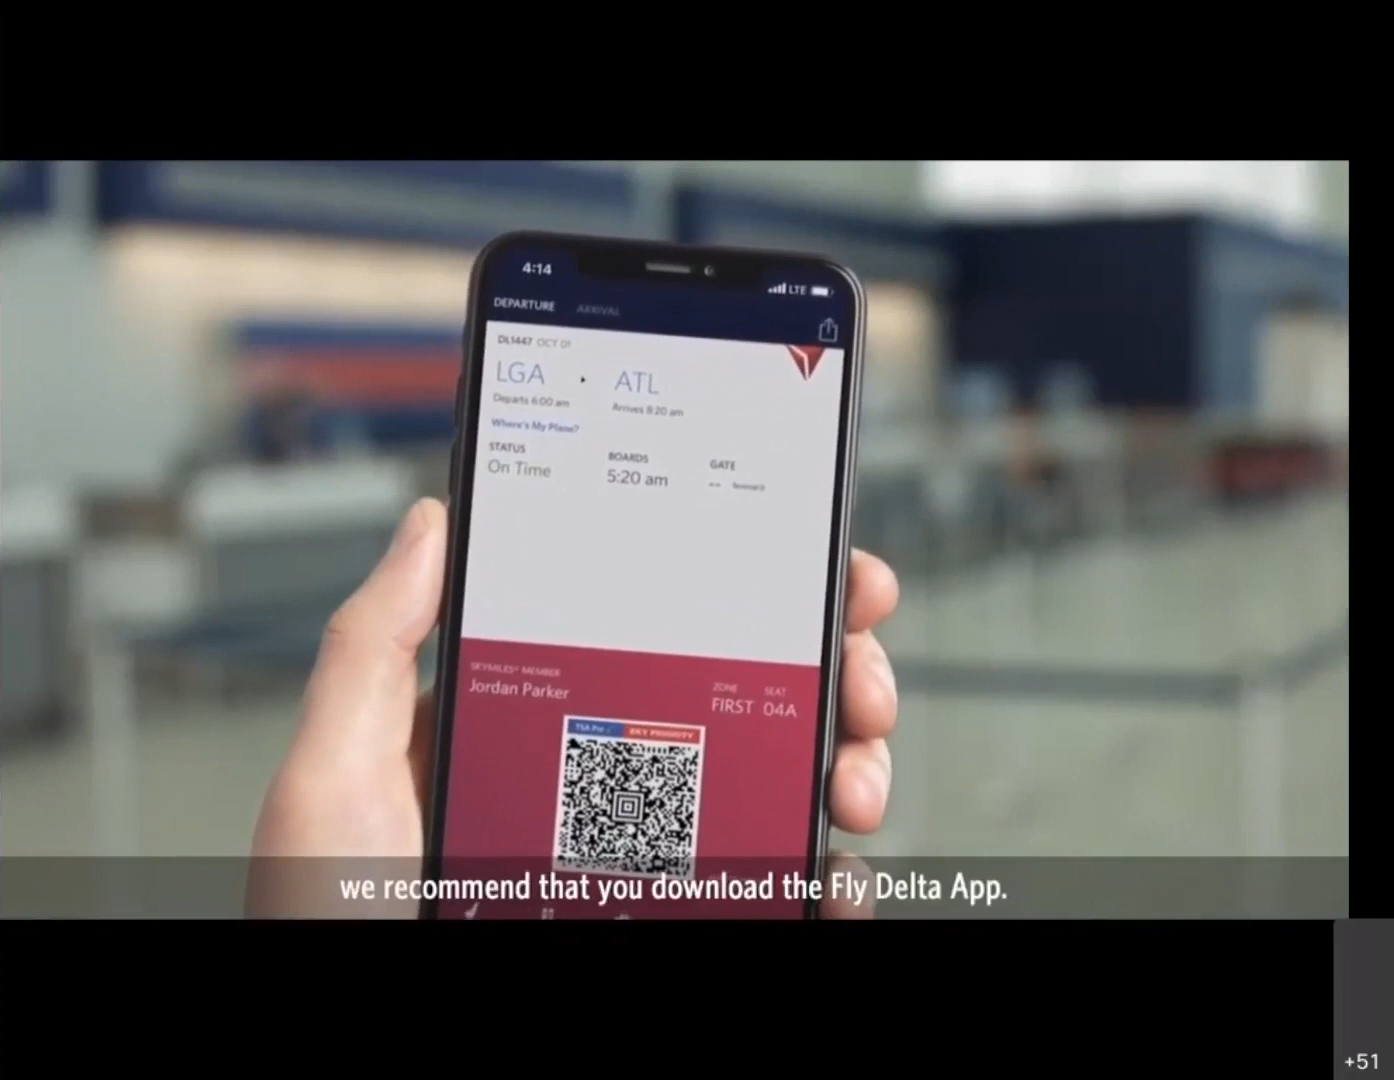 4:14
LTE
DEPARTURE ARRIVAL
DL1447 OCT 01
LGA ATL
Departs 6:00 am Arrives 8:20 am
Where's My Plane?
STATUS BOARDS GATE
On Time 5:20 am --
SKYMILES® MEMBER ZONE SEAT
Jordan Parker FIRST 04A
TSA Pre ✓ SKY PRIORITY
we recommend that you download the Fly Delta App.
+51